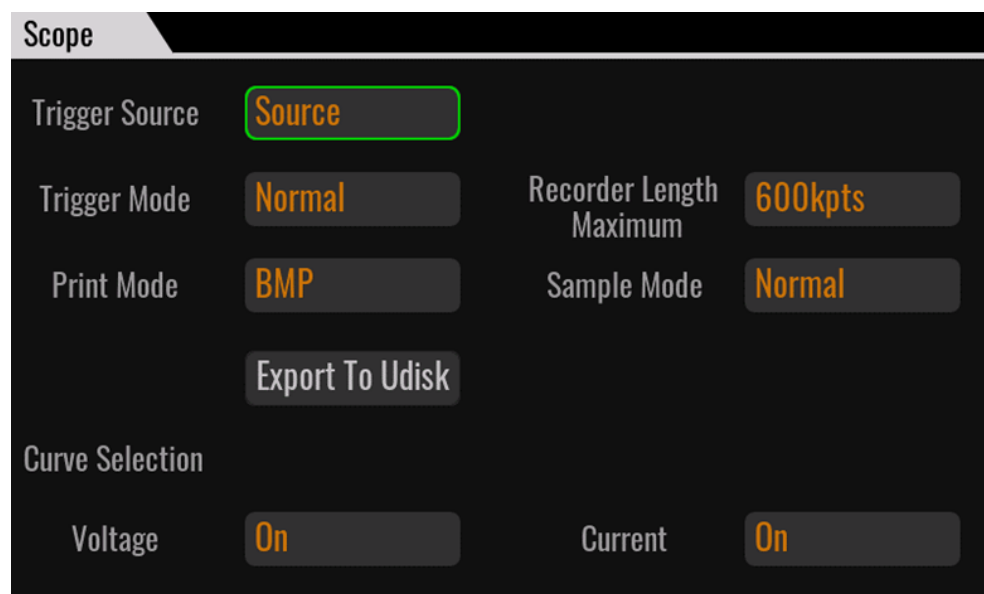 Scope
Trigger Source Source
Trigger Mode Normal
Recorder Length
Maximum
600kpts
Print Mode BMP
Sample Mode Normal
Export To Udisk
Curve Selection
Voltage On
Current On